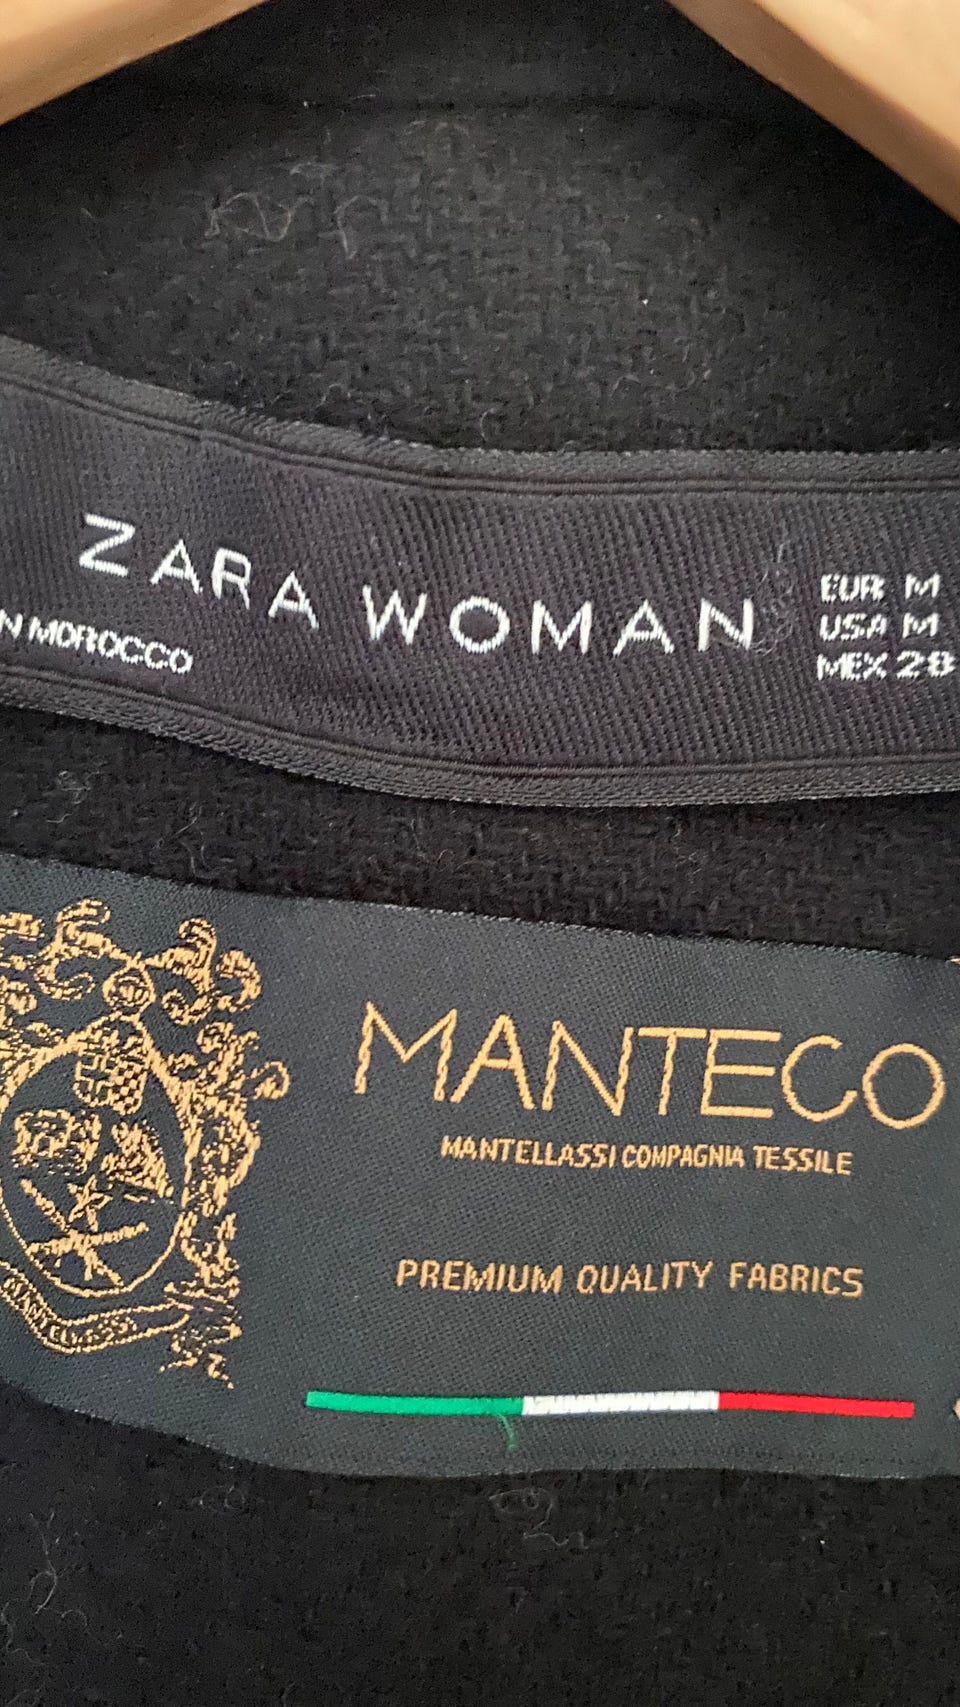 ZARA WOMAN
N MOROCCO
EUR M
USA M
MEX 28
MANTECO
MANTELLASSI COMPAGNIA TESSILE
PREMIUM QUALITY FABRICS